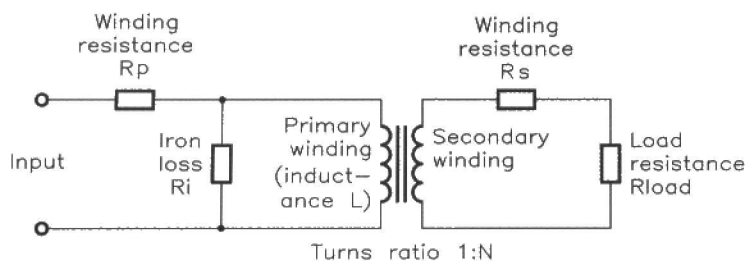 Winding
resistance
Rp
Winding
resistance
Rs
Input
Iron
loss
Ri
Primary
winding
(induct-
ance L)
Secondary
winding
Load
resistance
Rload
Turns ratio 1:N